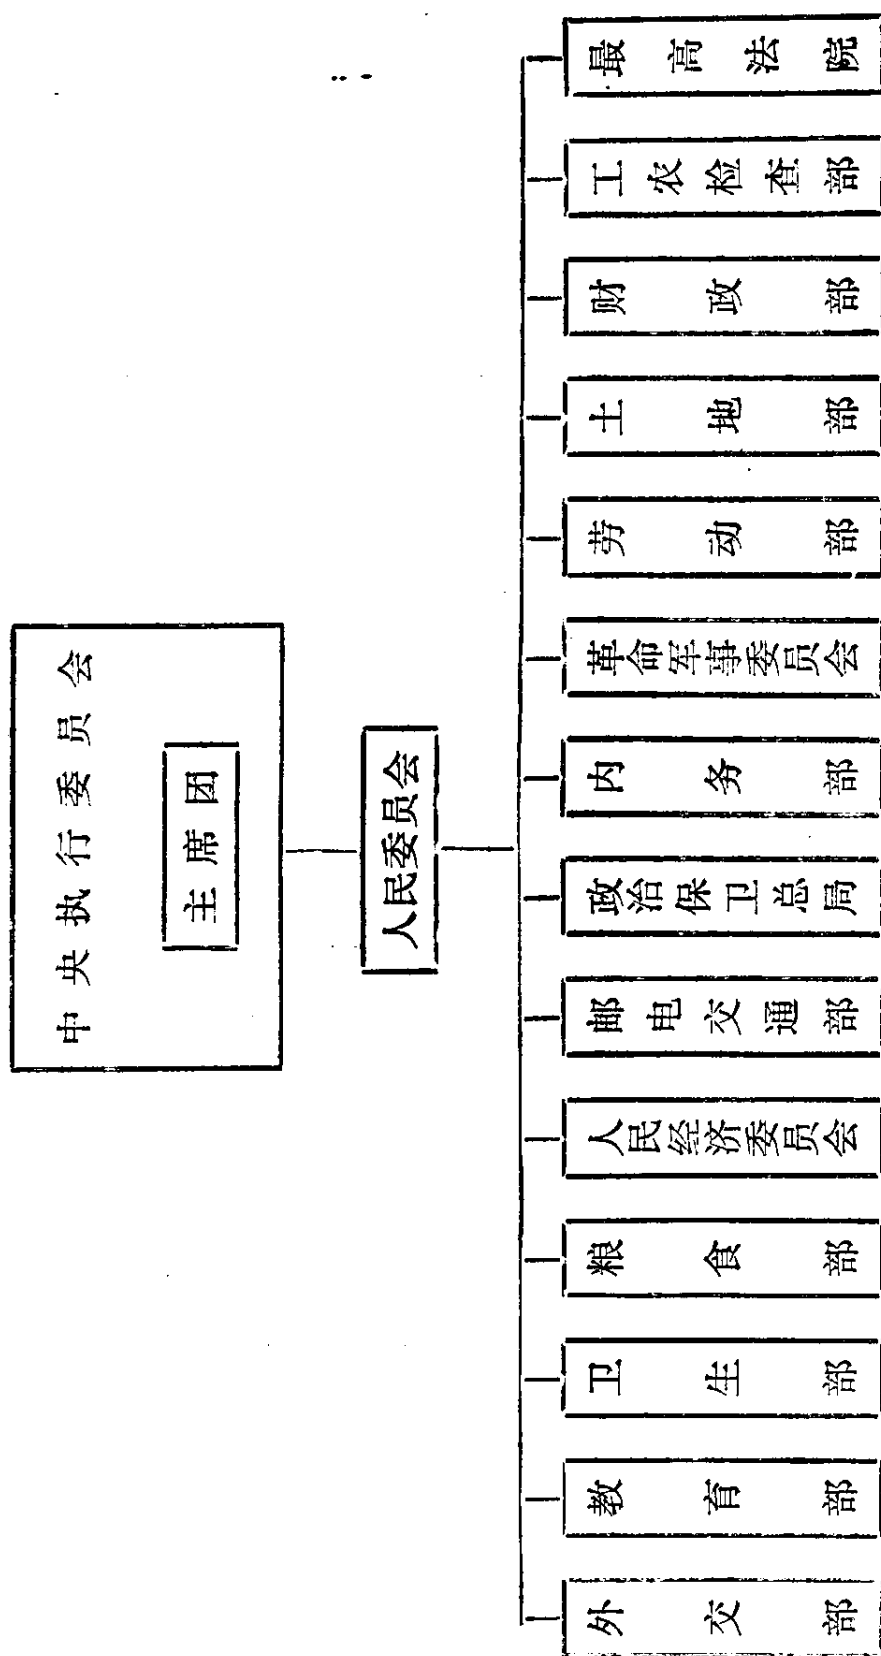 中央执行委员会
主席团
人民委员会
最高法院
工农检查部
财政部
土地部
劳动部
革命军事委员会
内务部
政治保卫总局
邮电交通部
人民经济委员会
粮食部
卫生部
教育部
外交部